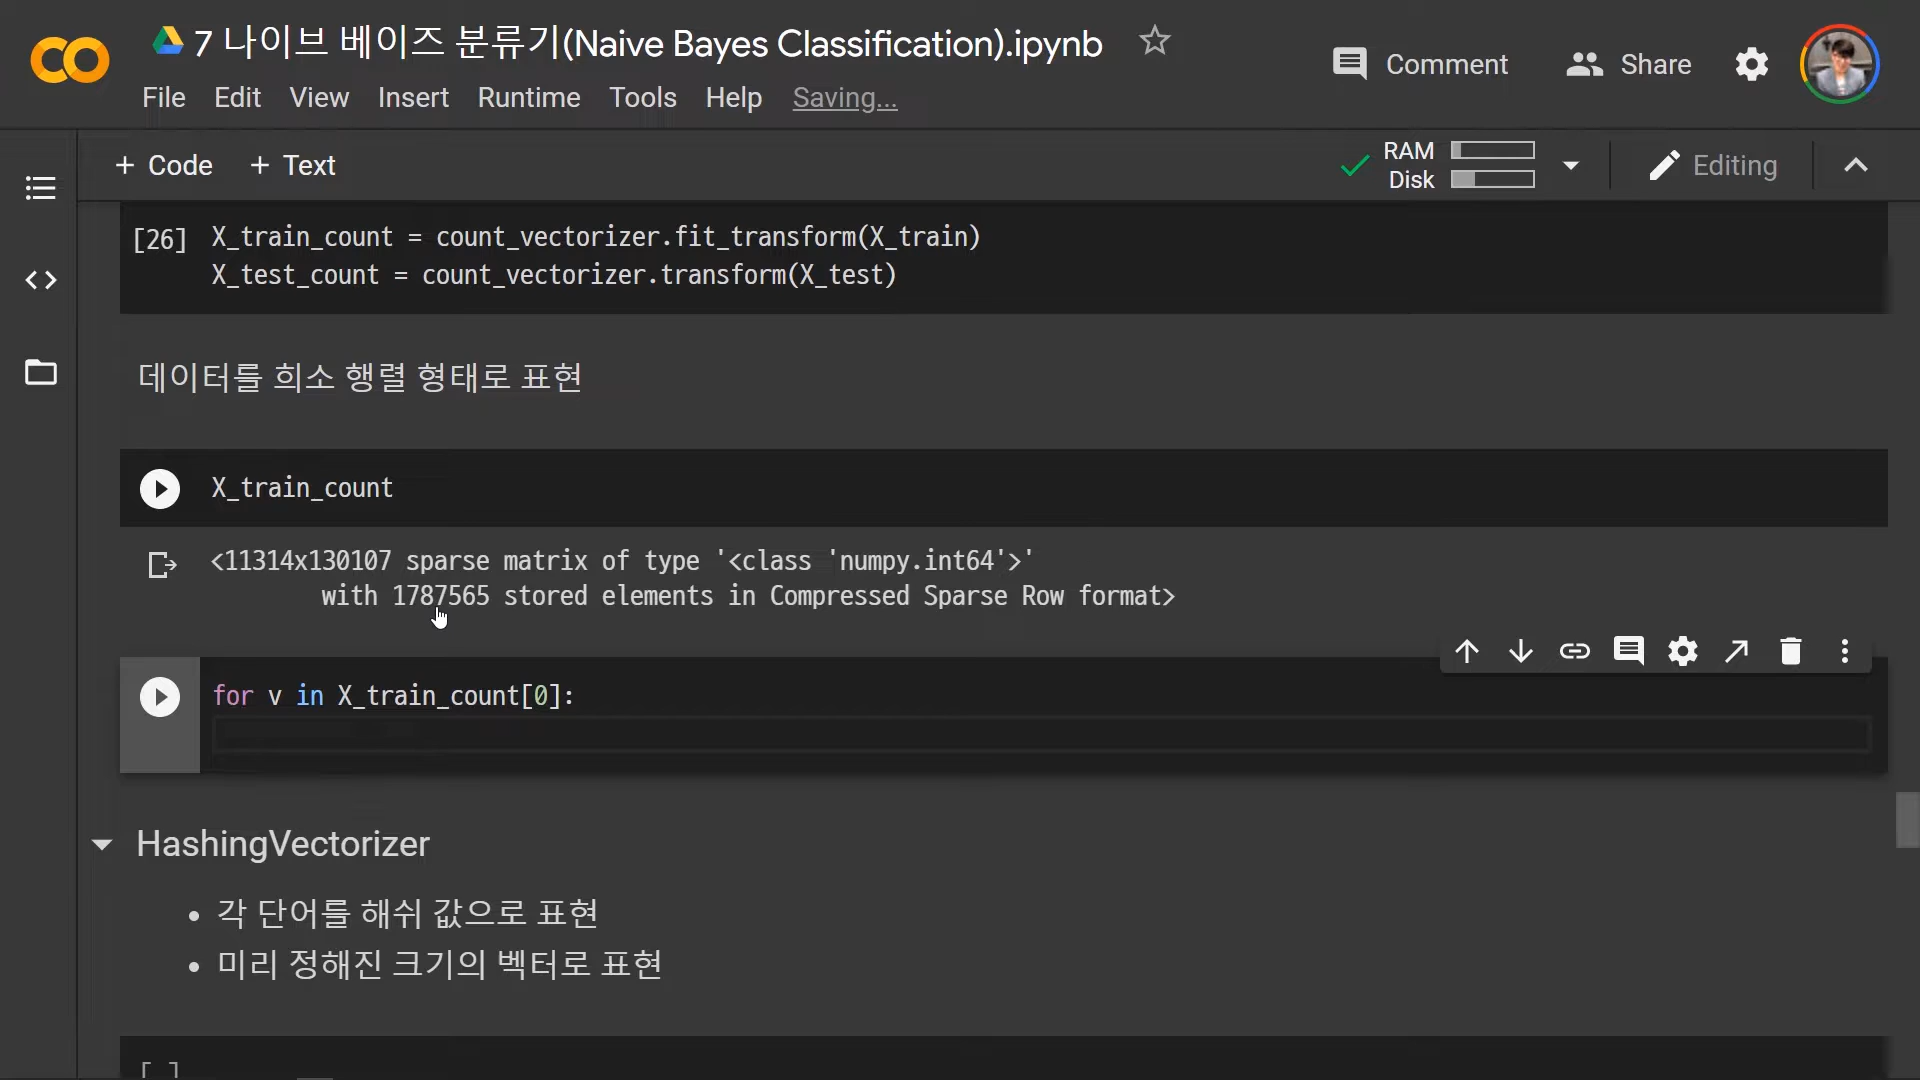 7 나이브 베이즈 분류기(Naive Bayes Classification).ipynb
Comment
Share
File Edit View Insert Runtime Tools Help Saving...
+ Code + Text
RAM
Disk
Editing
[26] X_train_count = count_vectorizer.fit_transform(X_train)
X_test_count = count_vectorizer.transform(X_test)
데이터를 희소 행렬 형태로 표현
X_train_count
<11314x130107 sparse matrix of type '<class 'numpy.int64'>'
with 1787565 stored elements in Compressed Sparse Row format>
for v in X_train_count[0]:
HashingVectorizer
• 각 단어를 해쉬 값으로 표현
• 미리 정해진 크기의 벡터로 표현
[ ]